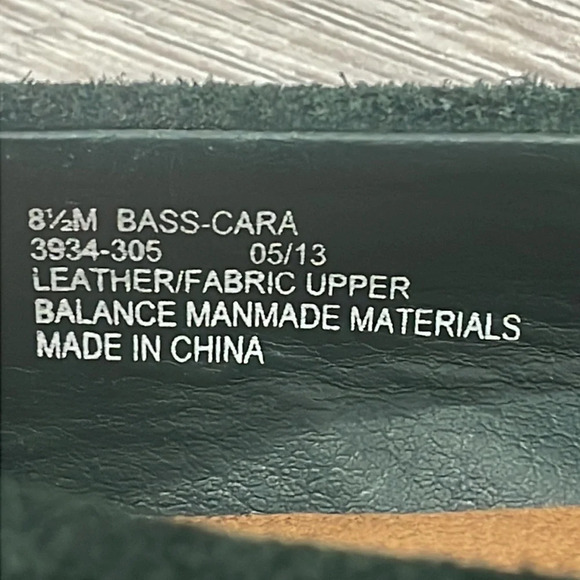 8½M BASS-CARA
3934-305 05/13
LEATHER/FABRIC UPPER
BALANCE MANMADE MATERIALS
MADE IN CHINA